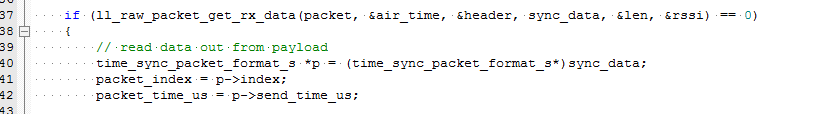 37 if (ll_raw_packet_get_rx_data(packet, &air_time, &header, sync_data, &len, &rssi) == 0)
38 {
39 // read data out from payload
40 time_sync_packet_format_s *p = (time_sync_packet_format_s*)sync_data;
41 packet_index = p->index;
42 packet_time_us = p->send_time_us;
43